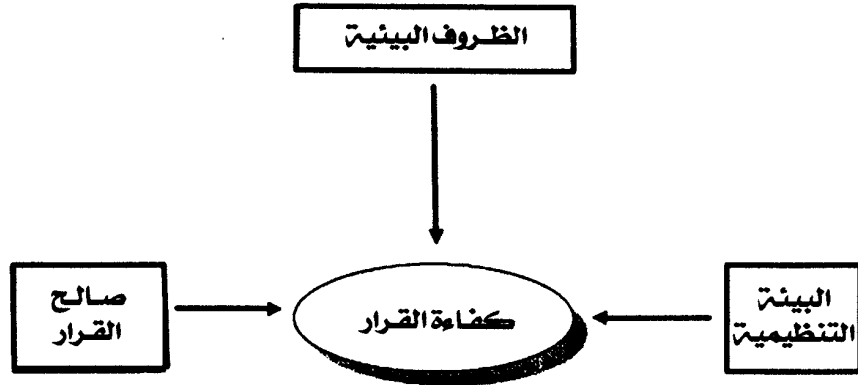 الظروف البيئية
البيئة
التنظيمية
كفاءة القرار
صالح
القرار